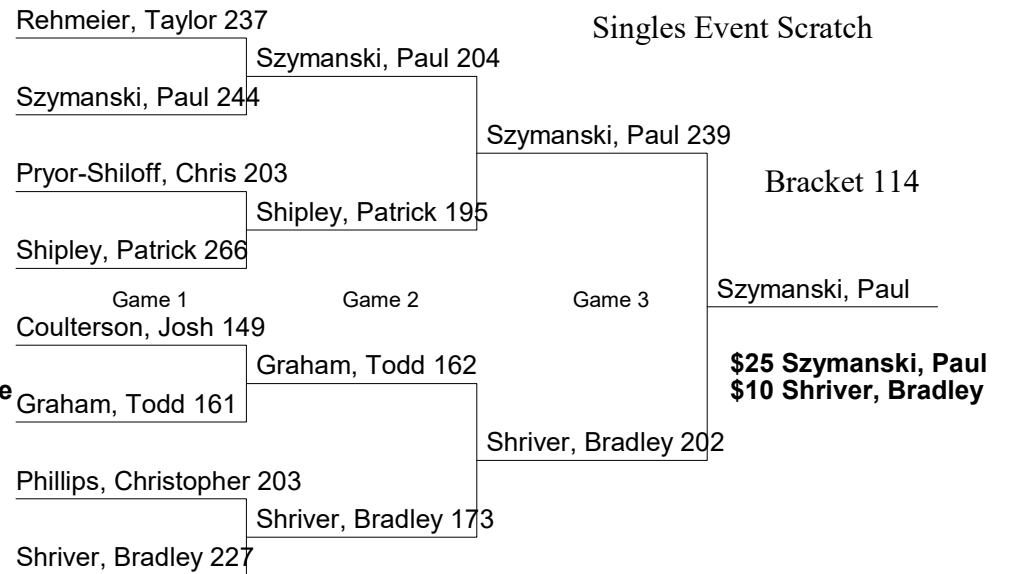 Rehmeier, Taylor 237
Singles Event Scratch
Szymanski, Paul 204
Szymanski, Paul 244
Szymanski, Paul 239
Pryor-Shiloff, Chris 203
Bracket 114
Shipley, Patrick 195
Shipley, Patrick 266
Game 1
Game 2
Game 3
Szymanski, Paul
Coulterson, Josh 149
Graham, Todd 162
$25 Szymanski, Paul
$10 Shriver, Bradley
e
Graham, Todd 161
Shriver, Bradley 202
Phillips, Christopher 203
Shriver, Bradley 173
Shriver, Bradley 227